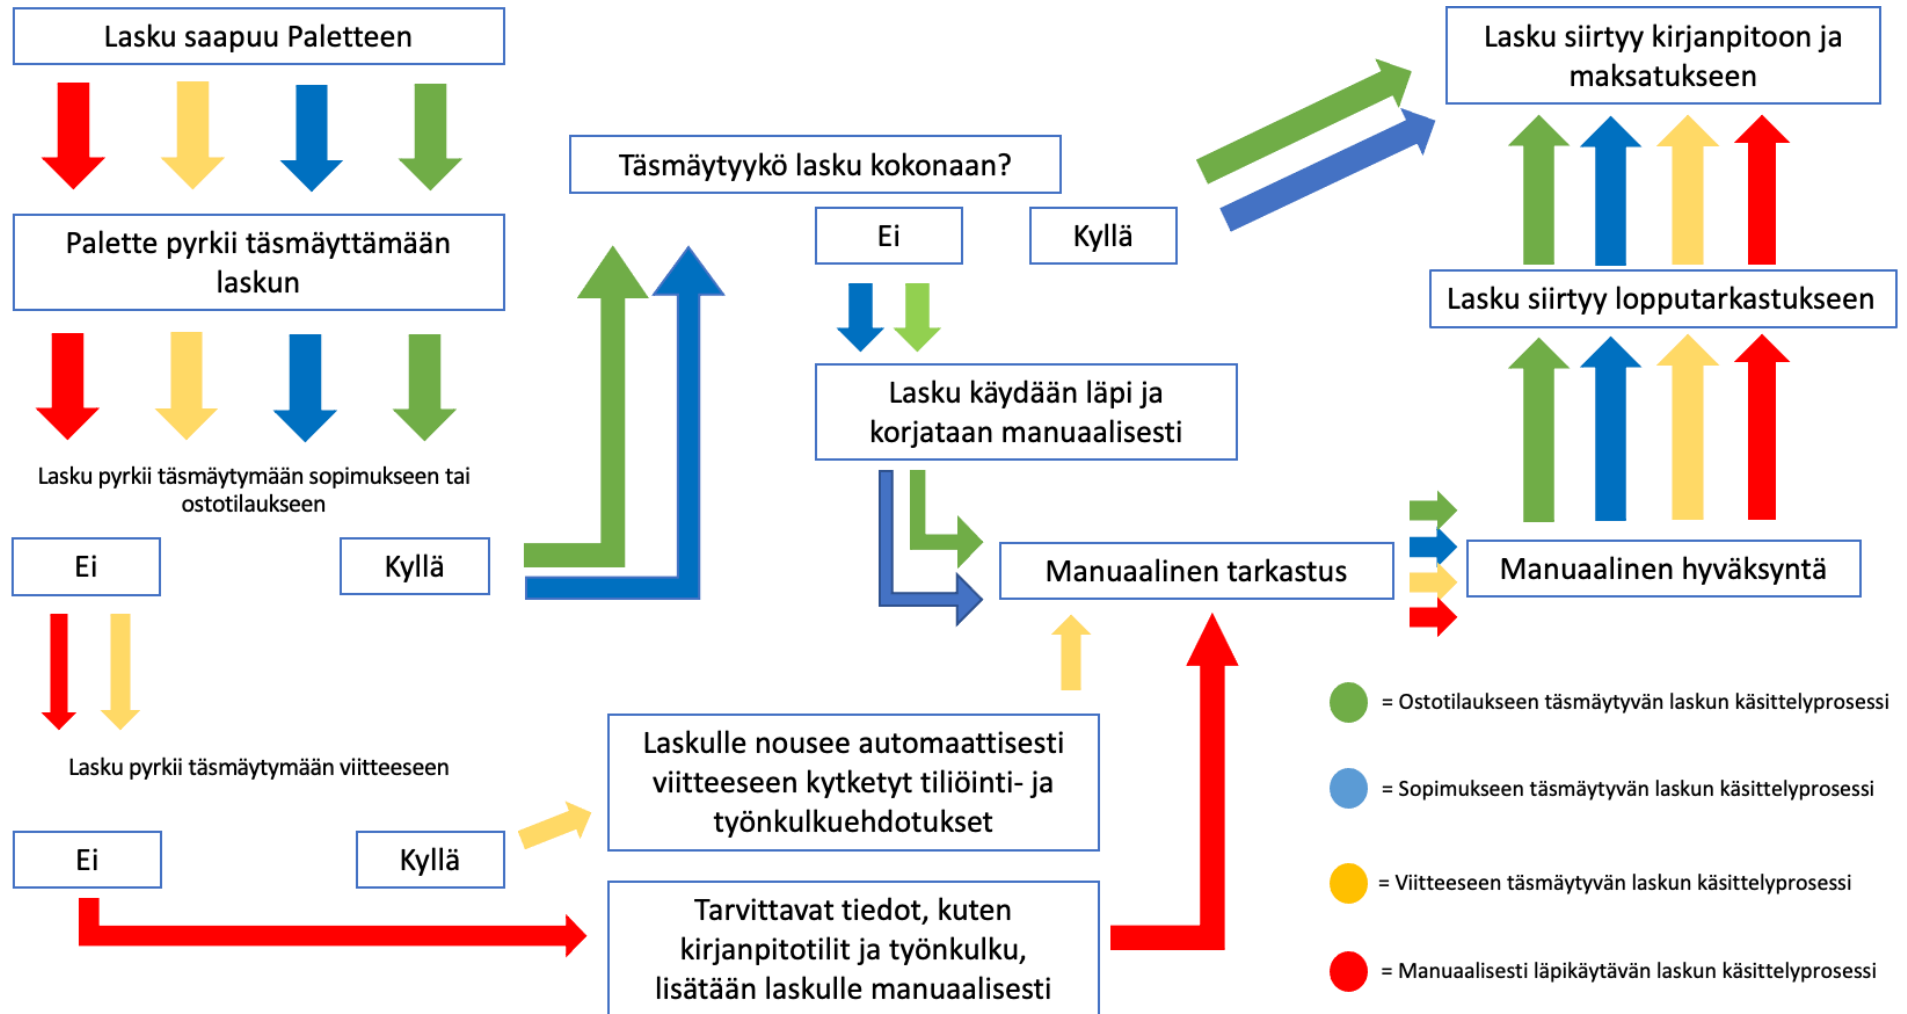 Lasku saapuu Paletteen
Palette pyrkii täsmäyttämään
laskun
Lasku pyrkii täsmäytymään sopimukseen tai
ostotilaukseen
Ei
Kyllä
Lasku pyrkii täsmäytymään viitteeseen
Ei
Kyllä
Täsmäytyykö lasku kokonaan?
Ei
Kyllä
Lasku käydään läpi ja
korjataan manuaalisesti
Laskulle nousee automaattisesti
viitteeseen kytketyt tiliöinti- ja
työnkulkuehdotukset
Tarvittavat tiedot, kuten
kirjanpitotilit ja työnkulku,
lisätään laskulle manuaalisesti
Manuaalinen tarkastus
Manuaalinen hyväksyntä
Lasku siirtyy lopputarkastukseen
Lasku siirtyy kirjanpitoon ja
maksatukseen
= Ostotilaukseen täsmäytyvän laskun käsittelyprosessi
= Sopimukseen täsmäytyvän laskun käsittelyprosessi
= Viitteeseen täsmäytyvän laskun käsittelyprosessi
= Manuaalisesti läpikäytävän laskun käsittelyprosessi